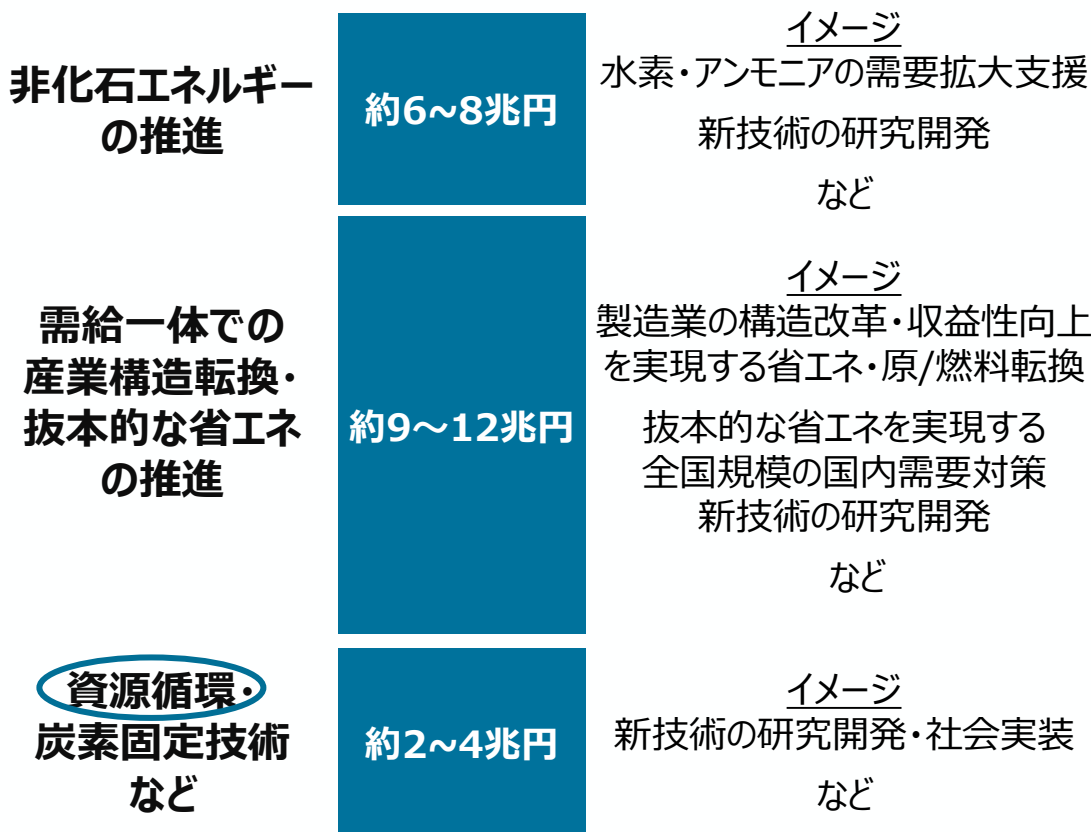 非化石エネルギー
の推進
約6~8兆円
イメージ
水素・アンモニアの需要拡大支援
新技術の研究開発
など
需給一体での
産業構造転換・
抜本的な省エネ
の推進
約9～12兆円
イメージ
製造業の構造改革・収益性向上
を実現する省エネ・原/燃料転換
抜本的な省エネを実現する
全国規模の国内需要対策
新技術の研究開発
など
資源循環・
炭素固定技術
など
約2~4兆円
イメージ
新技術の研究開発・社会実装
など